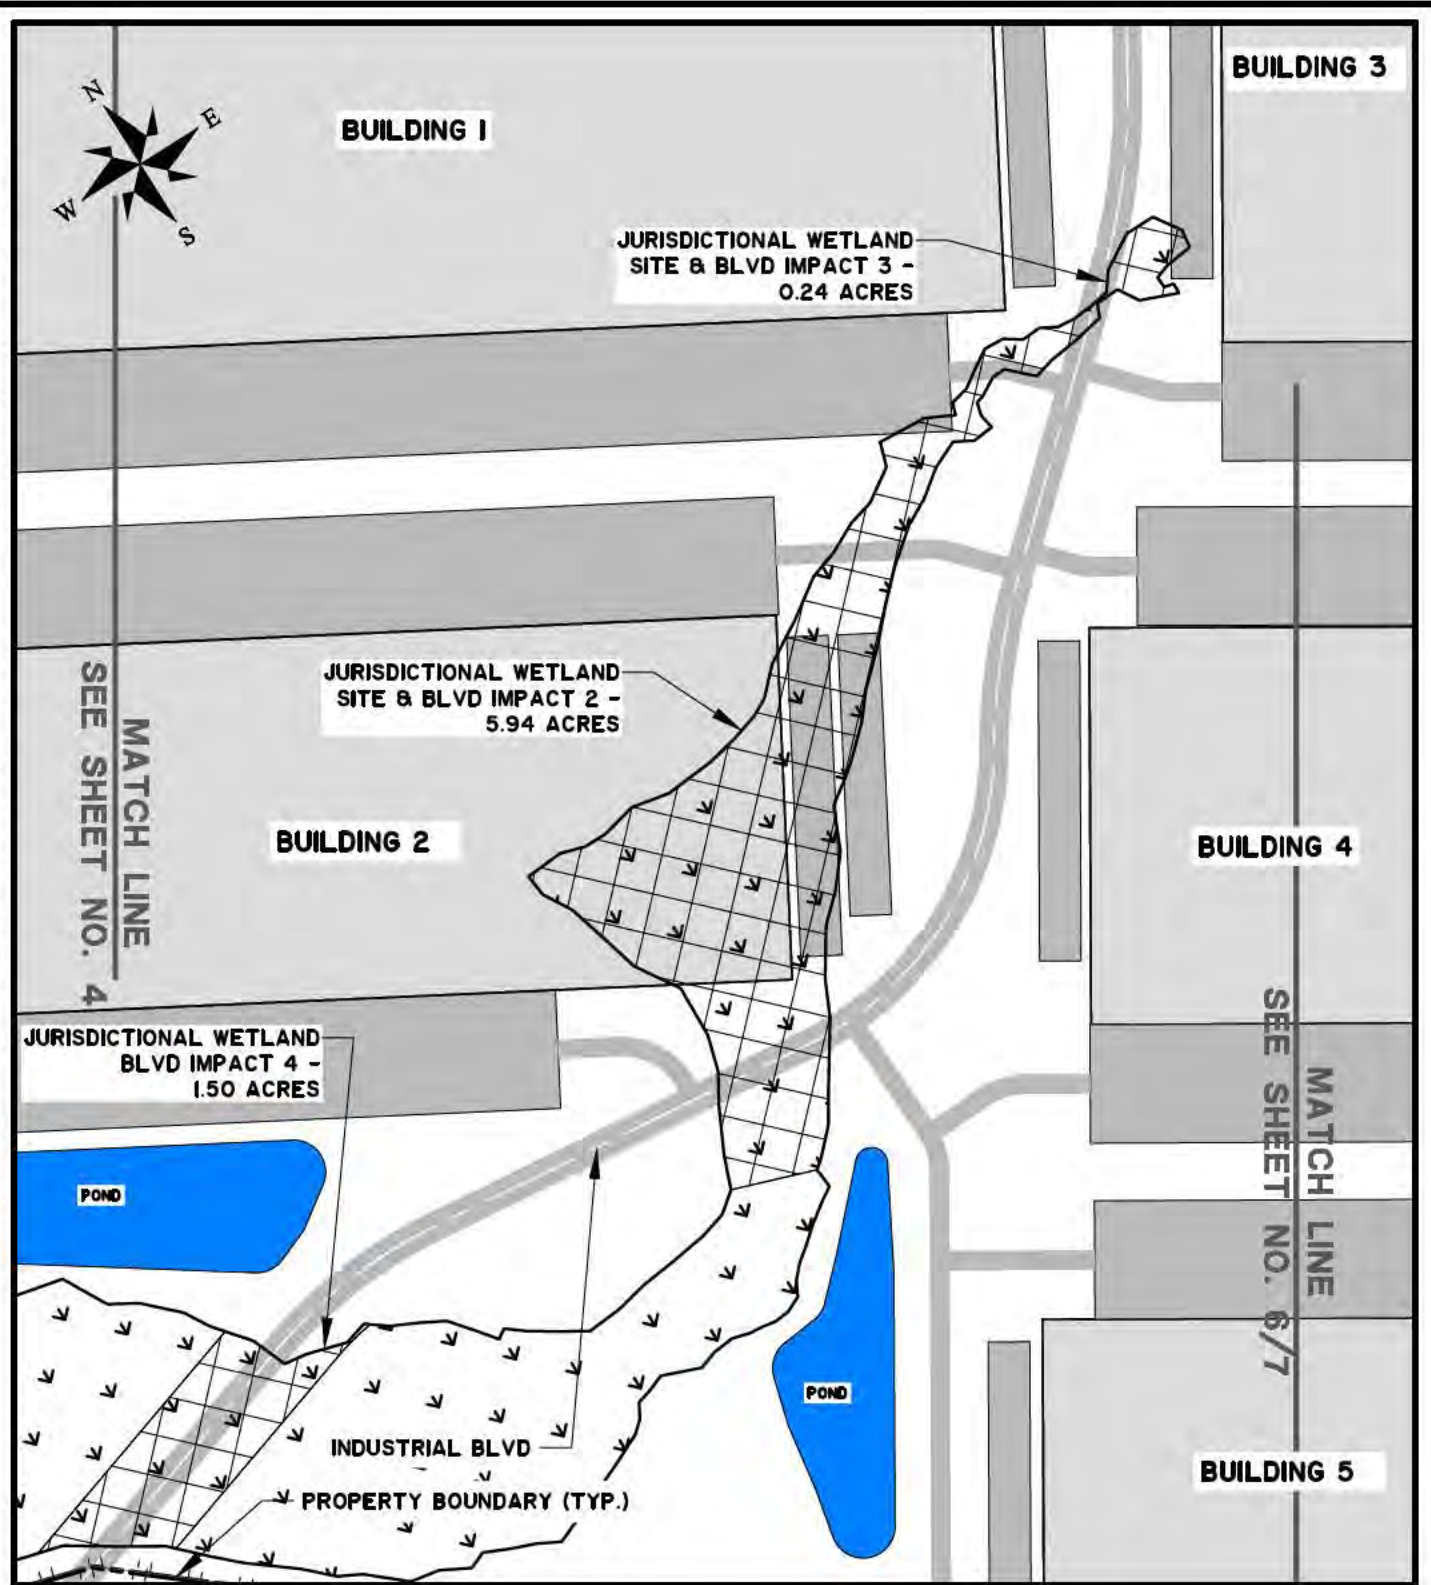 BUILDING 3
N
E
W
S
BUILDING 1
JURISDICTIONAL WETLAND
SITE & BLVD IMPACT 3 -
0.24 ACRES
JURISDICTIONAL WETLAND
SITE & BLVD IMPACT 2 -
5.94 ACRES
MATCH LINE
SEE SHEET NO. 4
BUILDING 2
BUILDING 4
JURISDICTIONAL WETLAND
BLVD IMPACT 4 -
1.50 ACRES
MATCH LINE
SEE SHEET NO. 6/7
POND
POND
INDUSTRIAL BLVD
PROPERTY BOUNDARY (TYP.)
BUILDING 5